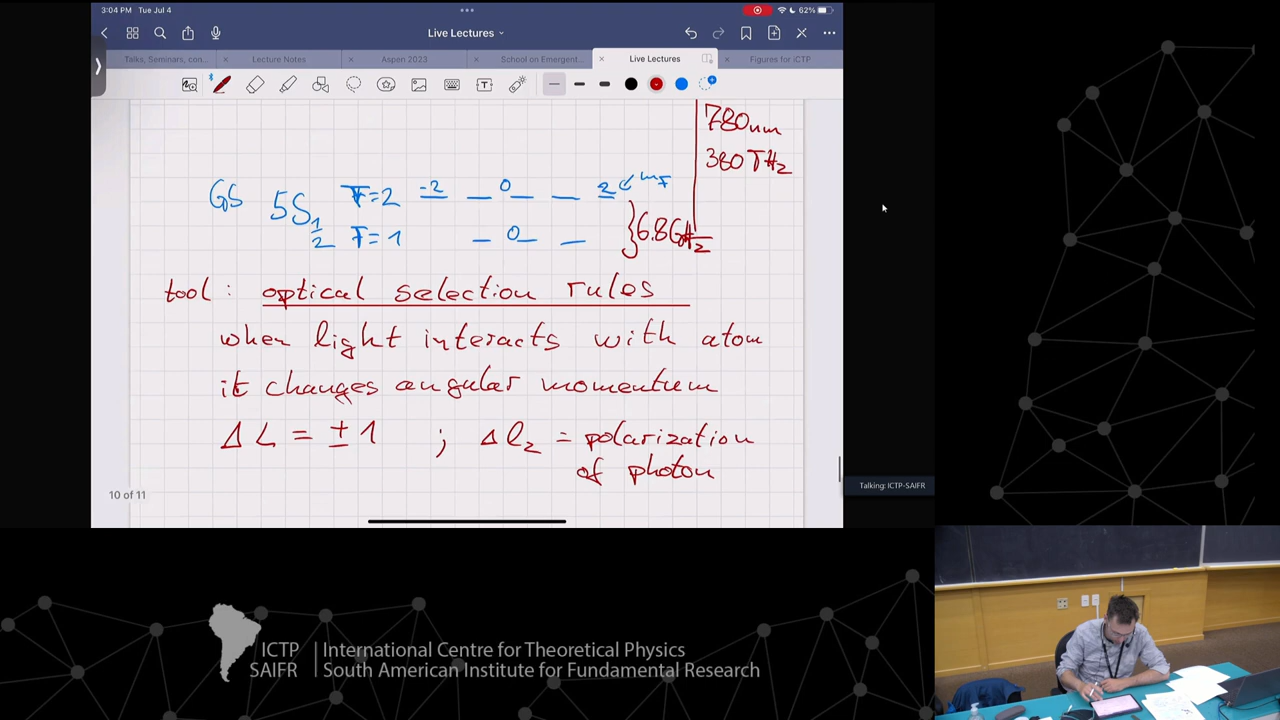 3:04 PM Tue Jul 4
62%
Live Lectures
Talks, Seminars, con...
Lecture Notes
Aspen 2023
School on Emergent...
Live Lectures
Figures for iCTP
780nm
380 THz
GS 5S1/2 F=2 -2 0 2 mF
F=1 0 } 6.8GHz
tool : optical selection rules
when light interacts with atom
it changes angular momentum
ΔL = ±1 ; Δlz = polarization
of photon
10 of 11
Talking: ICTP-SAIFR
ICTP | International Centre for Theoretical Physics
SAIFR | South American Institute for Fundamental Research